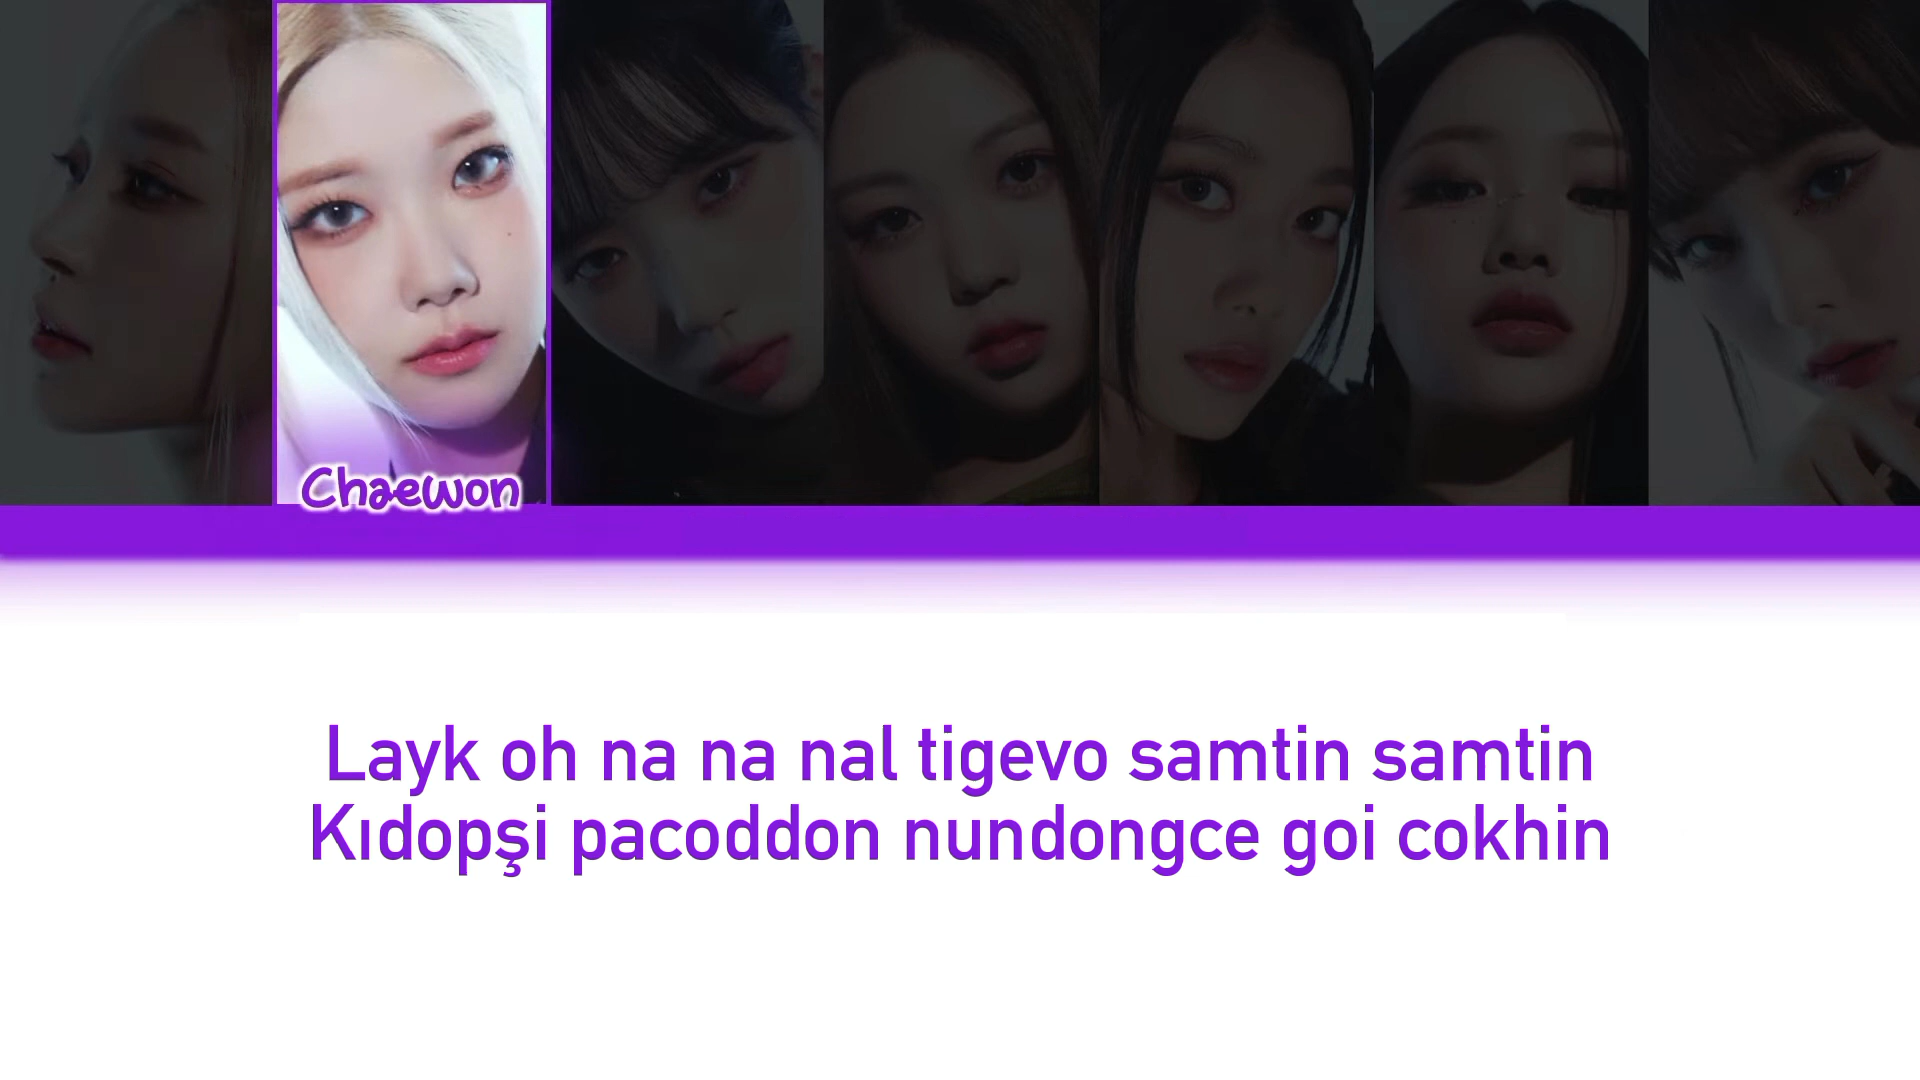 Chaewon
Layk oh na na nal tigevo samtin samtin
Kıdopşi pacoddon nundongce goi cokhin